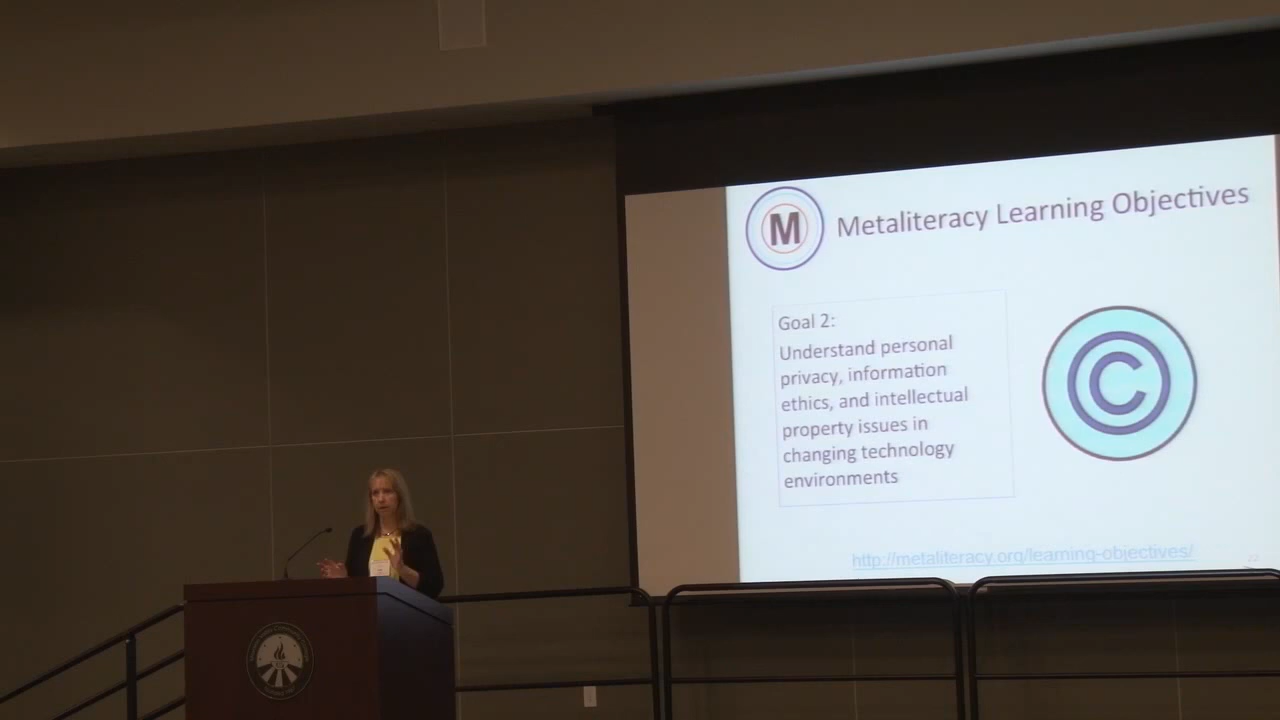 M
Metaliteracy Learning Objectives
Goal 2:
Understand personal
privacy, information
ethics, and intellectual
property issues in
changing technology
environments
©
http://metaliteracy.org/learning-objectives/
22